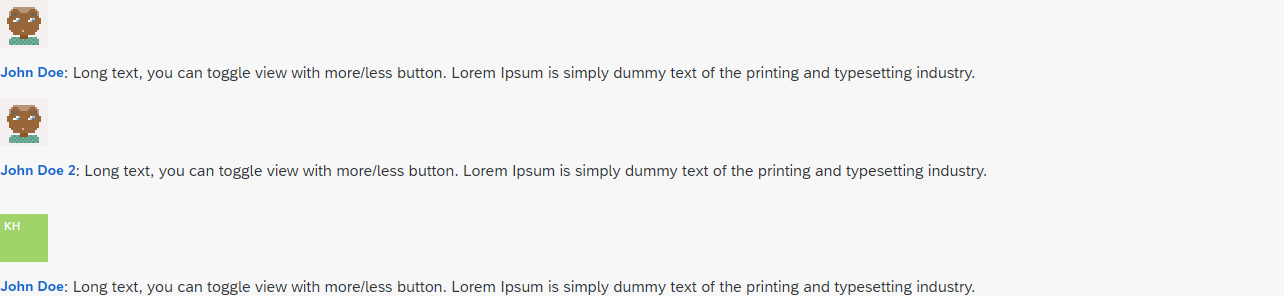 John Doe: Long text, you can toggle view with more/less button. Lorem Ipsum is simply dummy text of the printing and typesetting industry.
John Doe 2: Long text, you can toggle view with more/less button. Lorem Ipsum is simply dummy text of the printing and typesetting industry.
KH
John Doe: Long text, you can toggle view with more/less button. Lorem Ipsum is simply dummy text of the printing and typesetting industry.